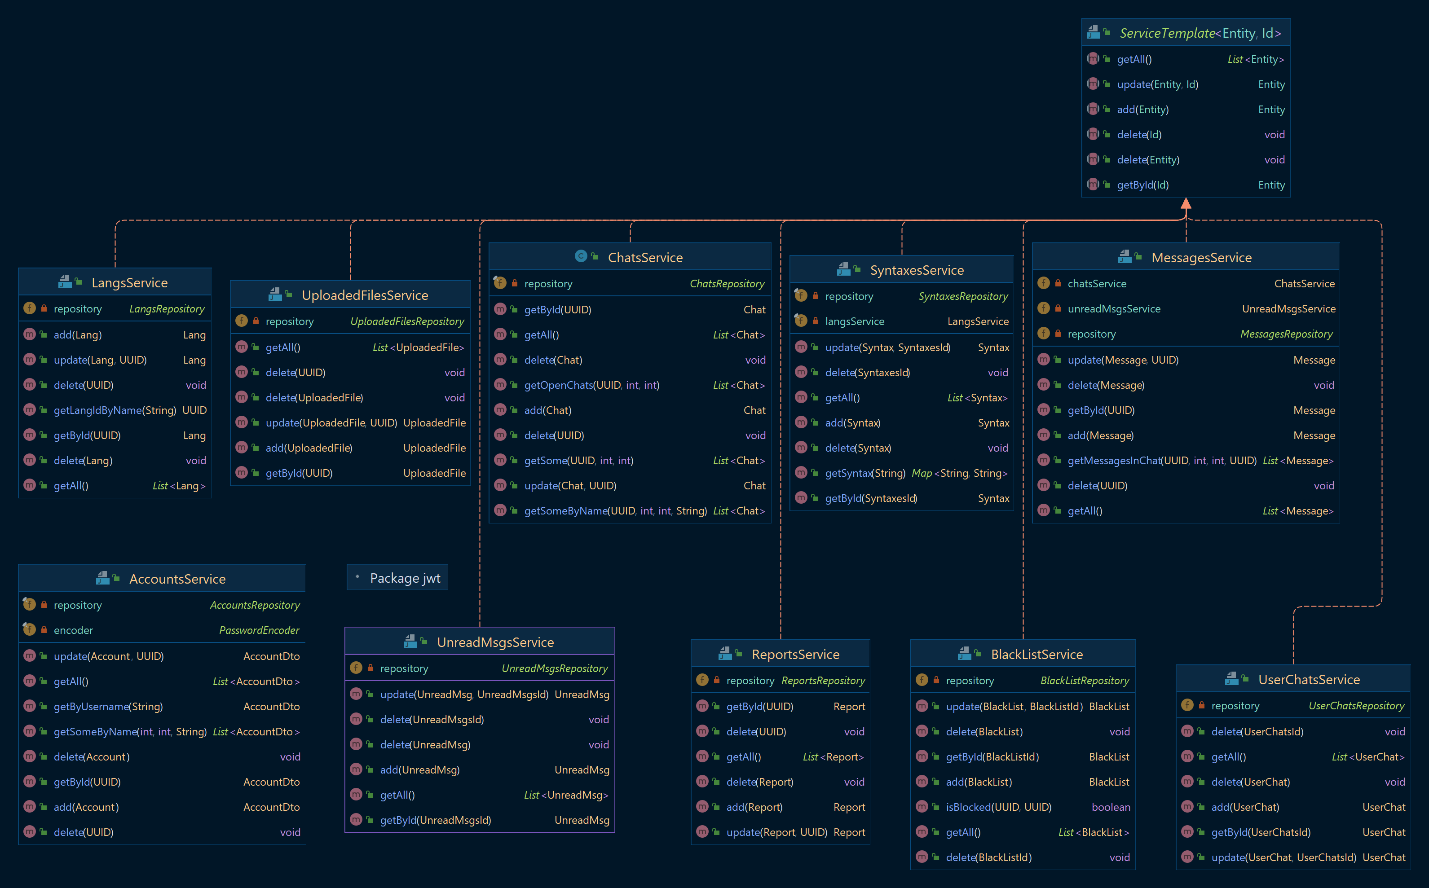 ServiceTemplate<Entity, Id>
getAll() List<Entity>
update(Entity, Id) Entity
add(Entity) Entity
delete(Id) void
delete(Entity) void
getById(Id) Entity
LangsService
repository LangsRepository
add(Lang) Lang
update(Lang, UUID) Lang
delete(UUID) void
getLangIdByName(String) UUID
getById(UUID) Lang
delete(Lang) void
getAll() List<Lang>
UploadedFilesService
repository UploadedFilesRepository
getAll() List<UploadedFile>
delete(UUID) void
delete(UploadedFile) void
update(UploadedFile, UUID) UploadedFile
add(UploadedFile) UploadedFile
getById(UUID) UploadedFile
ChatsService
repository ChatsRepository
getById(UUID) Chat
getAll() List<Chat>
delete(Chat) void
getOpenChats(UUID, int, int) List<Chat>
add(Chat) Chat
delete(UUID) void
getSome(UUID, int, int) List<Chat>
update(Chat, UUID) Chat
getSomeByName(UUID, int, int, String) List<Chat>
SyntaxesService
repository SyntaxesRepository
langsService LangsService
update(Syntax, SyntaxesId) Syntax
delete(SyntaxesId) void
getAll() List<Syntax>
add(Syntax) Syntax
delete(Syntax) void
getSyntax(String) Map<String, String>
getById(SyntaxesId) Syntax
MessagesService
chatsService ChatsService
unreadMsgsService UnreadMsgsService
repository MessagesRepository
update(Message, UUID) Message
delete(Message) void
getById(UUID) Message
add(Message) Message
getMessagesInChat(UUID, int, int, UUID) List<Message>
delete(UUID) void
getAll() List<Message>
AccountsService
repository AccountsRepository
encoder PasswordEncoder
update(Account, UUID) AccountDto
getAll() List<AccountDto>
getByUsername(String) AccountDto
getSomeByName(int, int, String) List<AccountDto>
delete(Account) void
getById(UUID) AccountDto
add(Account) AccountDto
delete(UUID) void
Package jwt
UnreadMsgsService
repository UnreadMsgsRepository
update(UnreadMsg, UnreadMsgsId) UnreadMsg
delete(UnreadMsgsId) void
delete(UnreadMsg) void
add(UnreadMsg) UnreadMsg
getAll() List<UnreadMsg>
getById(UnreadMsgsId) UnreadMsg
ReportsService
repository ReportsRepository
getById(UUID) Report
delete(UUID) void
getAll() List<Report>
delete(Report) void
add(Report) Report
update(Report, UUID) Report
BlackListService
repository BlackListRepository
update(BlackList, BlackListId) BlackList
delete(BlackList) void
getById(BlackListId) BlackList
add(BlackList) BlackList
isBlocked(UUID, UUID) boolean
getAll() List<BlackList>
delete(BlackListId) void
UserChatsService
repository UserChatsRepository
delete(UserChatsId) void
getAll() List<UserChat>
delete(UserChat) void
add(UserChat) UserChat
getById(UserChatsId) UserChat
update(UserChat, UserChatsId) UserChat